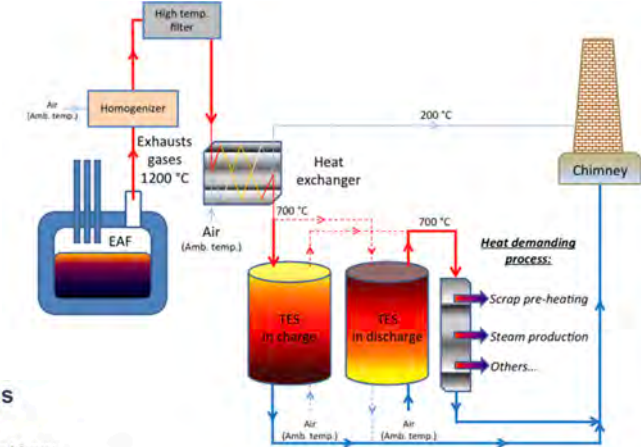 High temp.
filter
Air
(Amb. temp.)
Homogenizer
Exhausts
gases
1200 °C
EAF
200 °C
Heat
exchanger
Chimney
Air
(Amb. temp.)
700 °C
700 °C
Heat demanding
process:
TES
in charge
TES
in discharge
Scrap pre-heating
Steam production
Others...
Air
(Amb. temp.)
Air
(Amb. temp.)
s